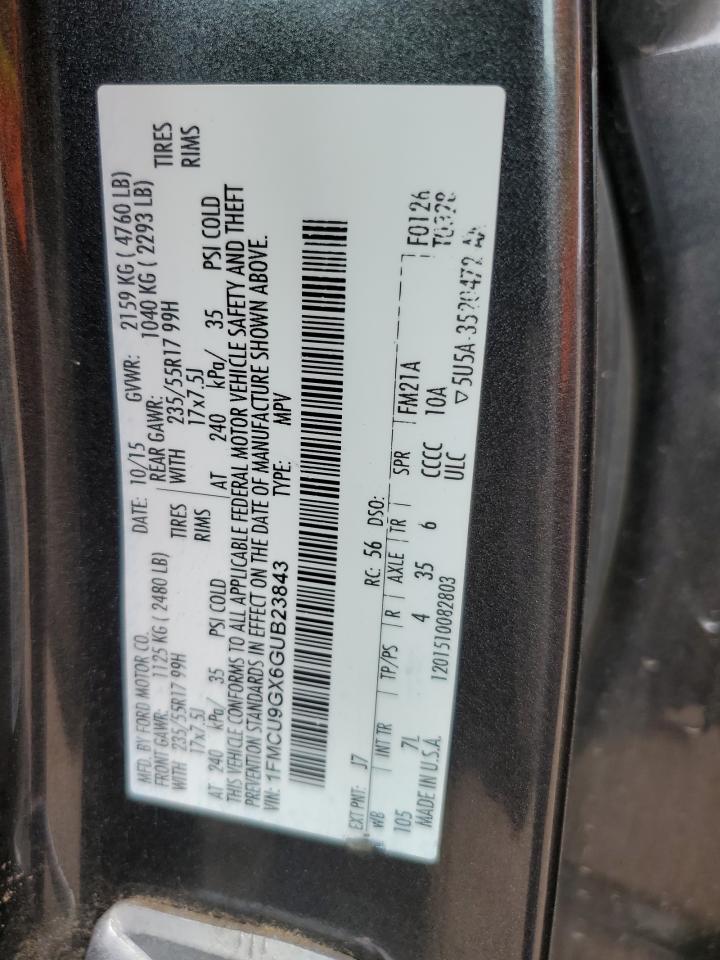 MFD. BY FORD MOTOR CO.
DATE: 10/15 GVWR: 2159 KG ( 4760 LB)
FRONT GAWR: 1125 KG ( 2480 LB) REAR GAWR: 1040 KG ( 2293 LB)
WITH 235/55R17 99H TIRES WITH 235/55R17 99H TIRES
17x7.5J RIMS 17x7.5J RIMS
AT 240 kPa/ 35 PSI COLD AT 240 kPa/ 35 PSI COLD
THIS VEHICLE CONFORMS TO ALL APPLICABLE FEDERAL MOTOR VEHICLE SAFETY AND THEFT
PREVENTION STANDARDS IN EFFECT ON THE DATE OF MANUFACTURE SHOWN ABOVE.
VIN: 1FMCU9GX6GUB23843 TYPE: MPV
EXT PNT: J7 RC: 56 DSO: F0126
WB INT TR TP/PS R AXLE TR SPR FM21A T0328
105 7L 4 35 6 CCCC 10A
MADE IN U.S.A. 1201510082803 ULC ▽5U5A-3520472-AA